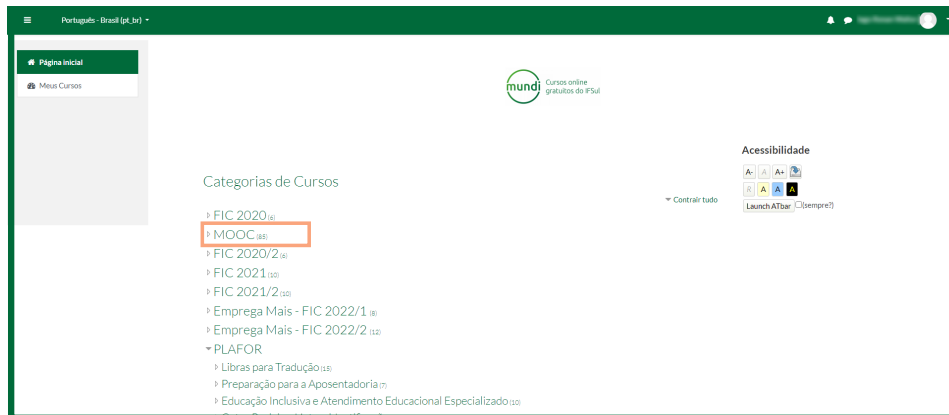 Português - Brasil (pt_br)
Página inicial
Meus Cursos
mundi
Cursos online
gratuitos do IFSul
Acessibilidade
A- A A+
R A A A
Launch ATbar (sempre?)
Categorias de Cursos
Contrair tudo
FIC 2020 (6)
MOOC (65)
FIC 2020/2 (6)
FIC 2021 (10)
FIC 2021/2 (10)
Emprega Mais - FIC 2022/1 (8)
Emprega Mais - FIC 2022/2 (12)
PLAFOR
Libras para Tradução (15)
Preparação para a Aposentadoria (7)
Educação Inclusiva e Atendimento Educacional Especializado (10)